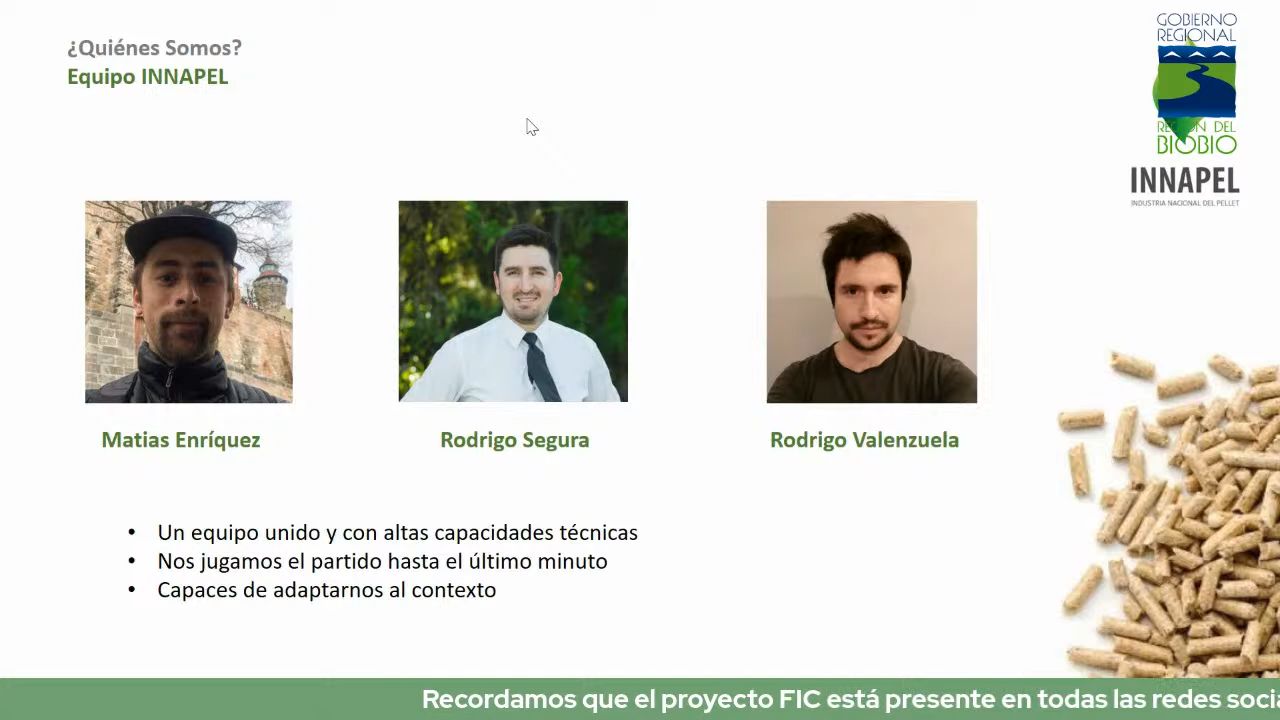 ¿Quiénes Somos?
Equipo INNAPEL
GOBIERNO
REGIONAL
REGIÓN DEL
BIOBIO
INNAPEL
INDUSTRIA NACIONAL DEL PELLET
Matias Enríquez
Rodrigo Segura
Rodrigo Valenzuela
• Un equipo unido y con altas capacidades técnicas
• Nos jugamos el partido hasta el último minuto
• Capaces de adaptarnos al contexto
Recordamos que el proyecto FIC está presente en todas las redes soci